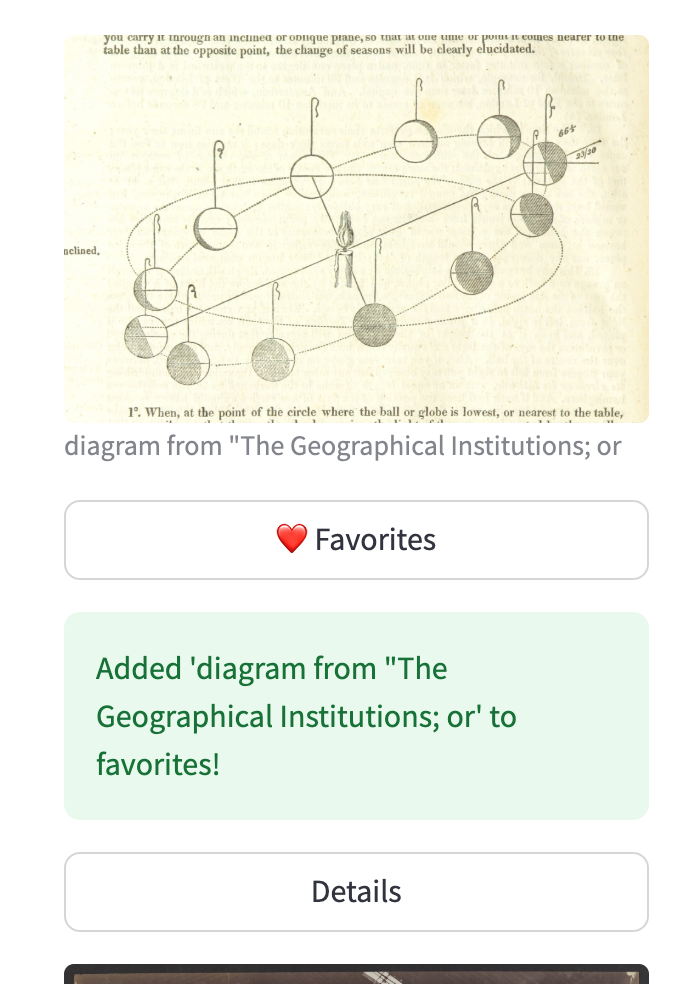 you carry it through an inclined or oblique plane, so that at one time or point it comes nearer to the
table than at the opposite point, the change of seasons will be clearly elucidated.
66½
23/20
nclined,
1°. When, at the point of the circle where the ball or globe is lowest, or nearest to the table,
diagram from "The Geographical Institutions; or
❤️ Favorites
Added 'diagram from "The
Geographical Institutions; or' to
favorites!
Details